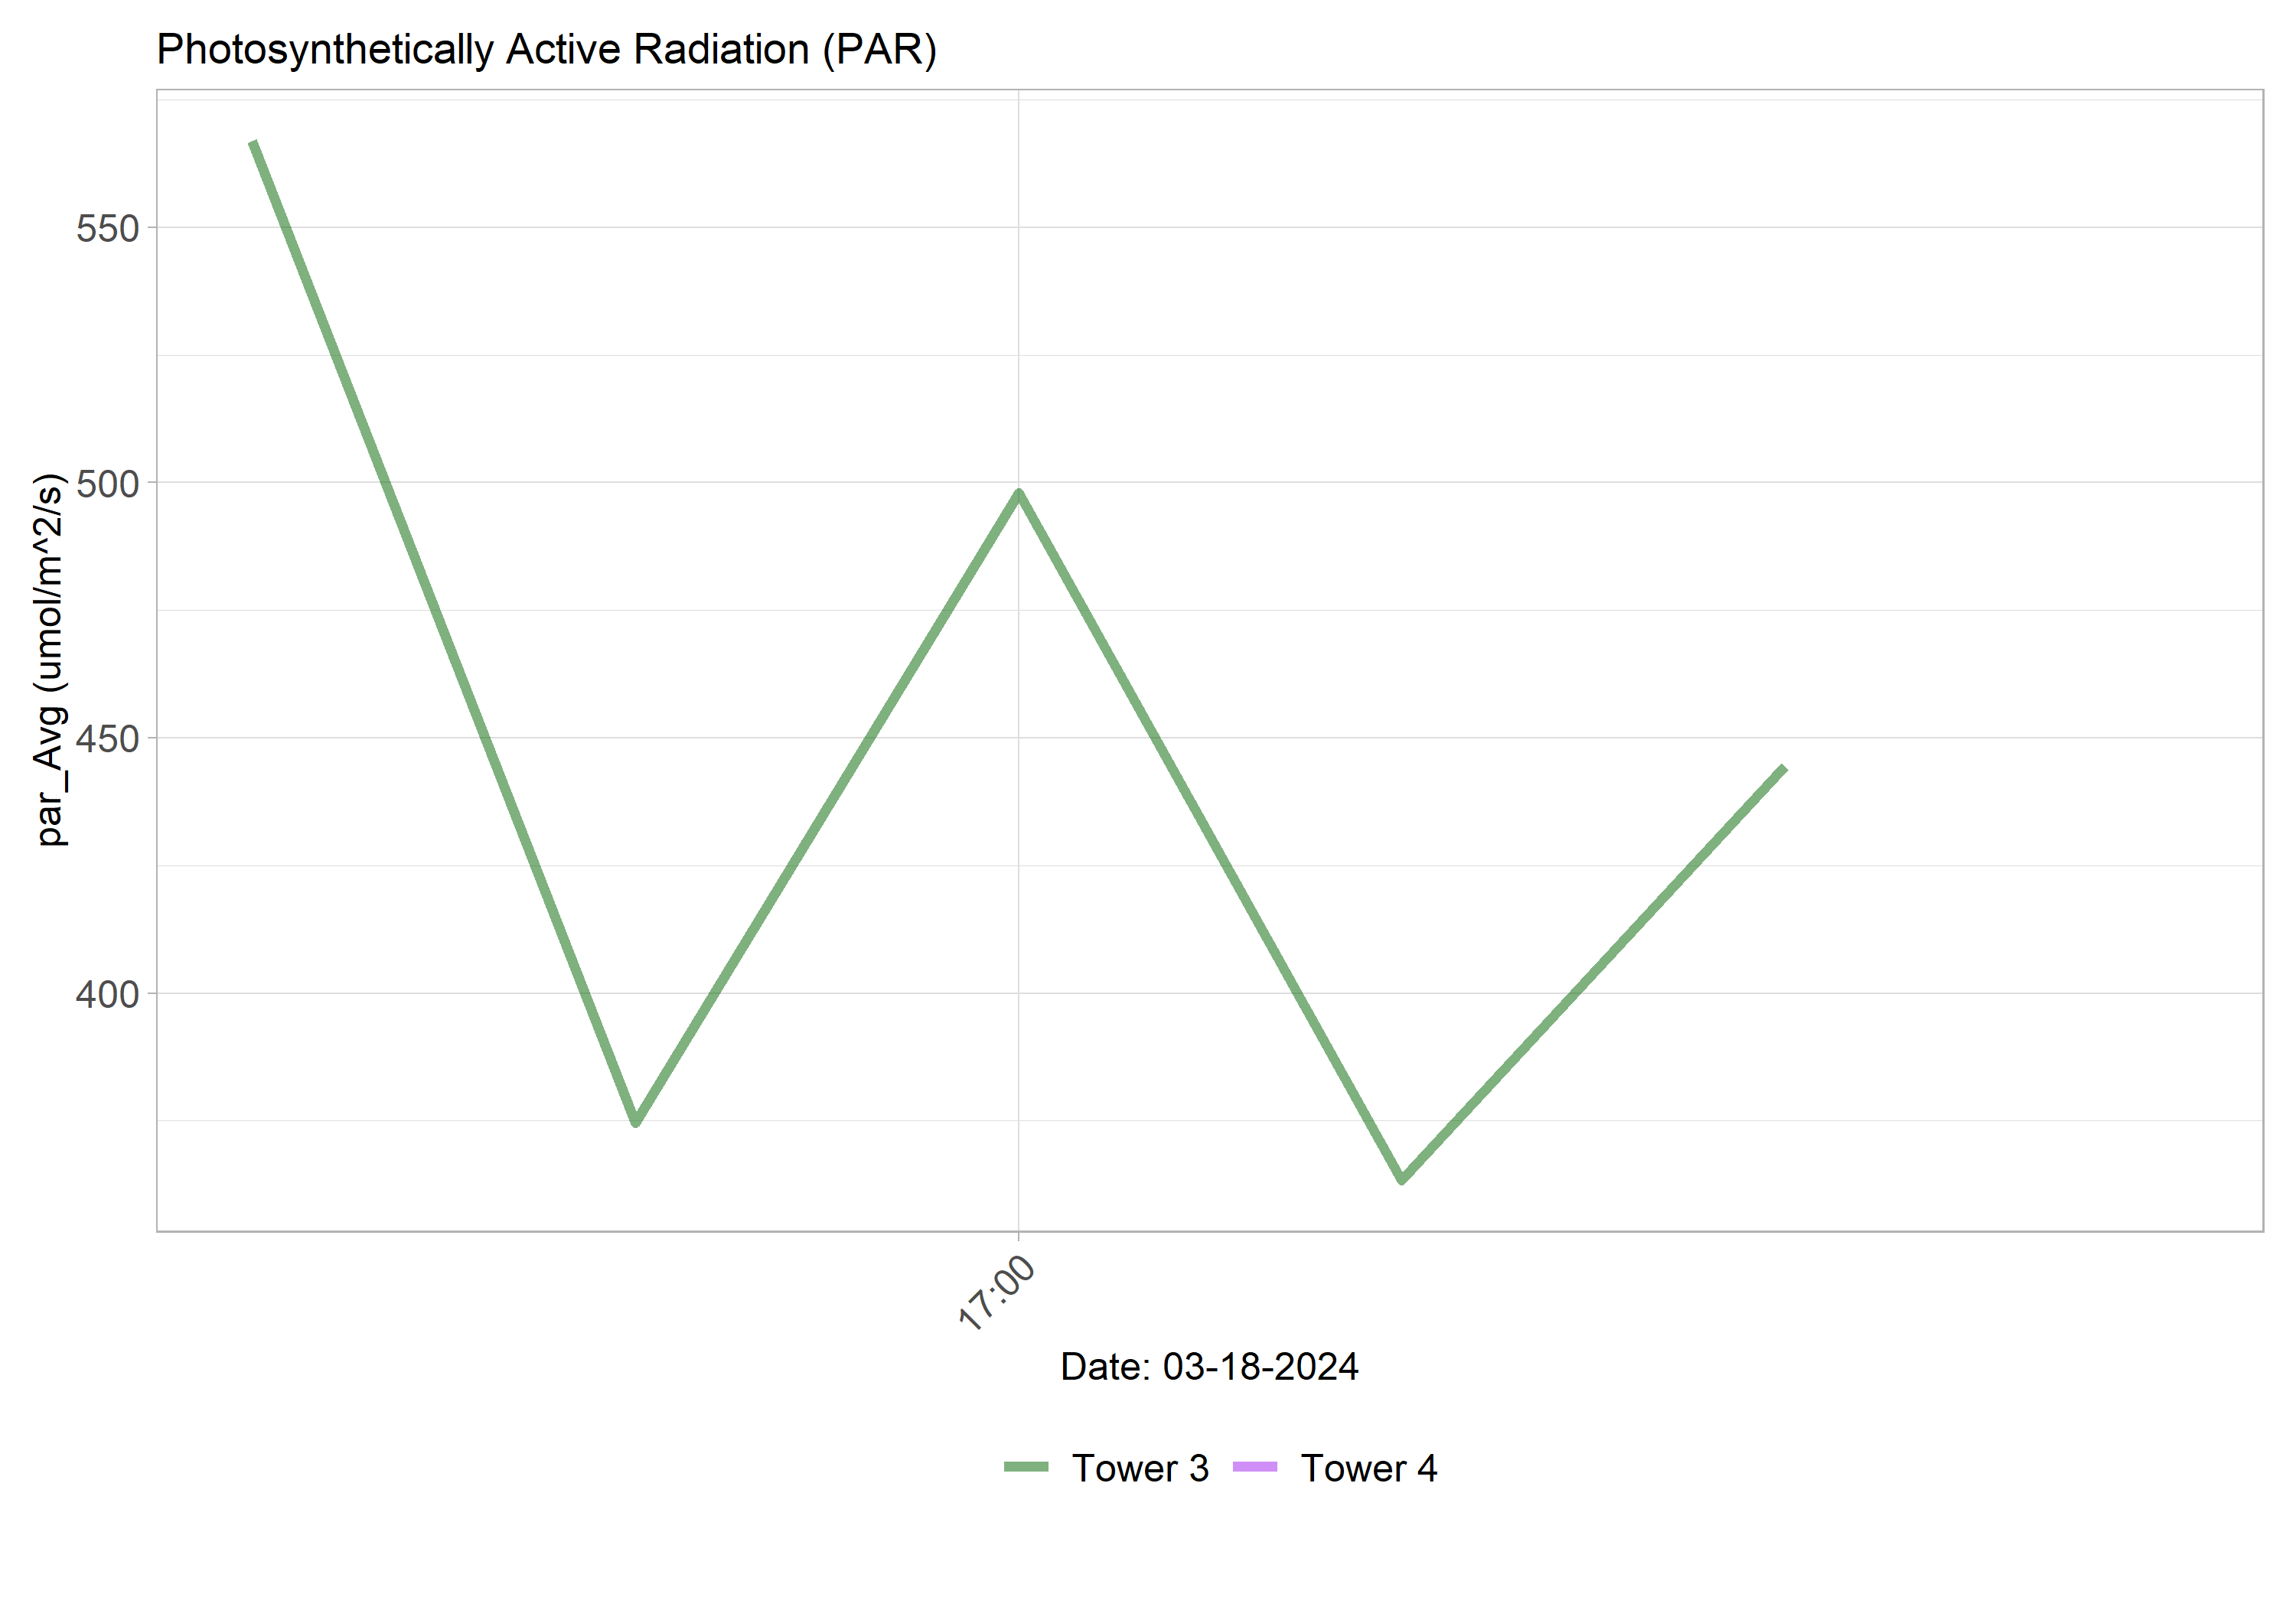 Photosynthetically Active Radiation (PAR)
par_Avg (umol/m^2/s)
550
500
450
400
17:00
Date: 03-18-2024
Tower 3
Tower 4